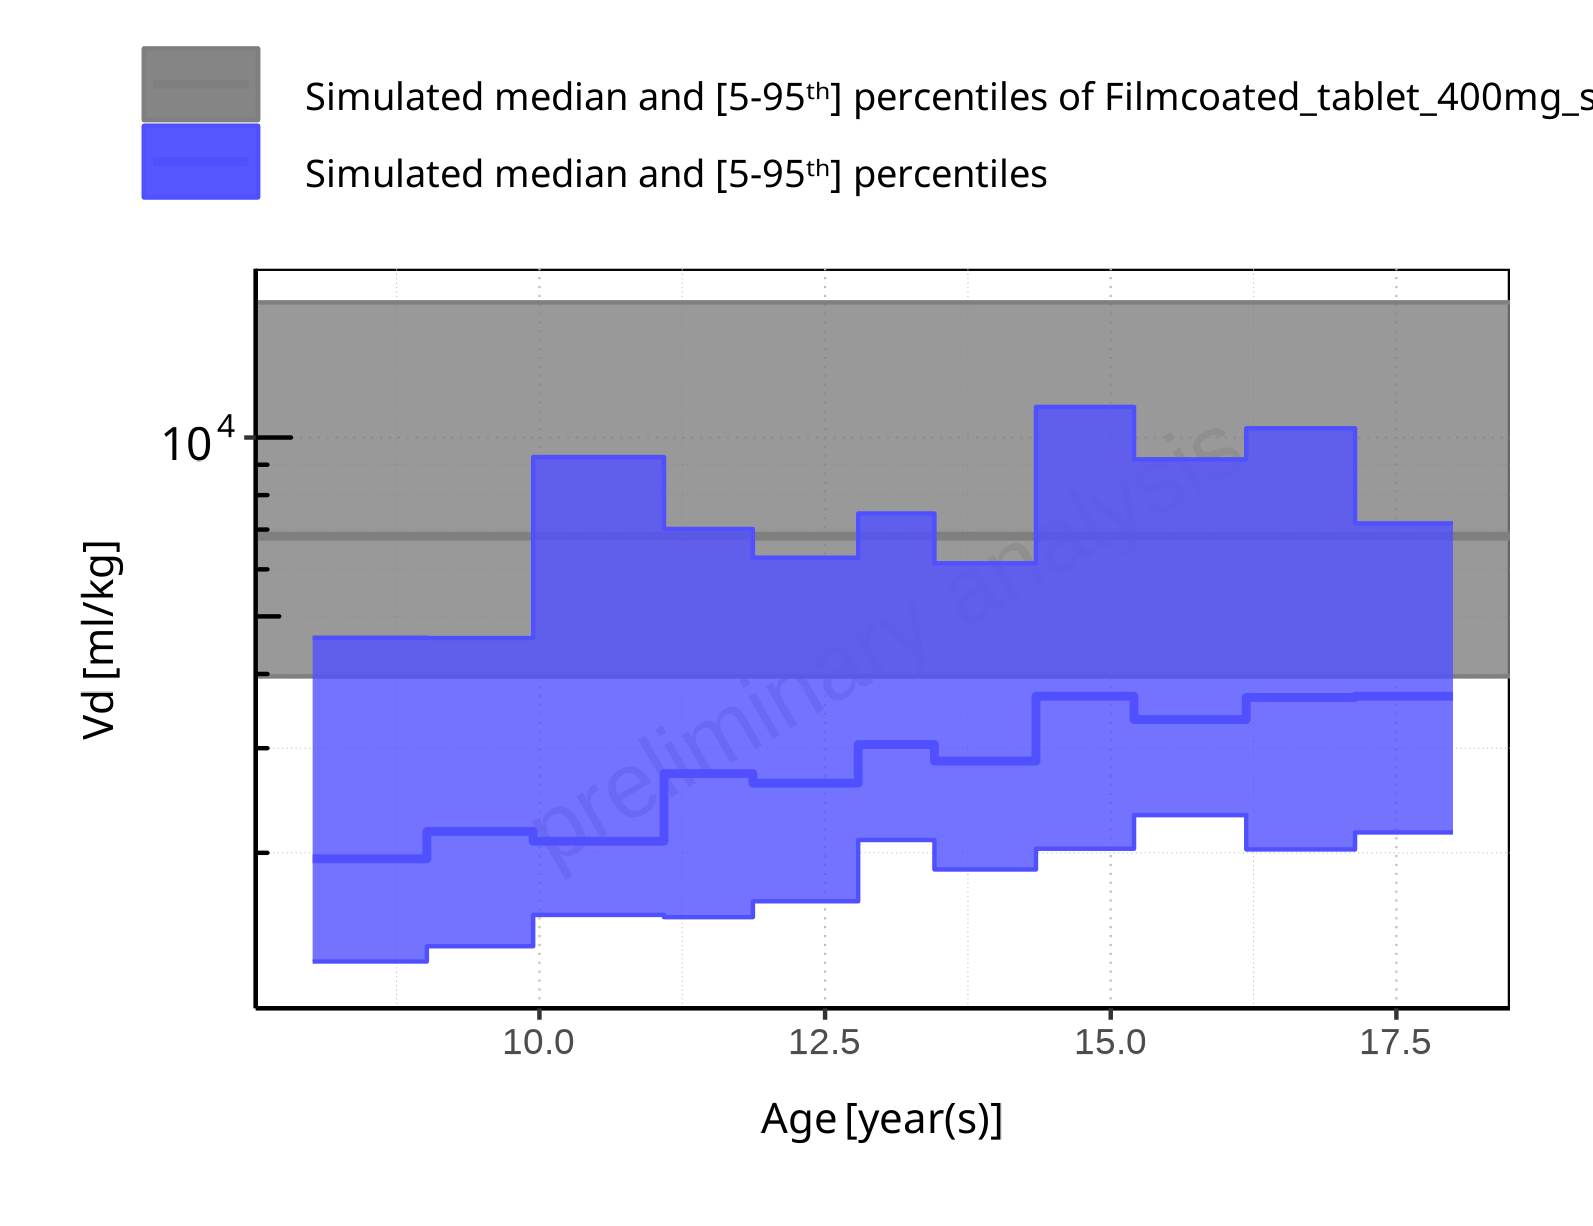 Simulated median and [5-95ᵗʰ] percentiles of Filmcoated_tablet_400mg_s
Simulated median and [5-95ᵗʰ] percentiles
10⁴
Vd [ml/kg]
preliminary analysis
10.0 12.5 15.0 17.5
Age [year(s)]